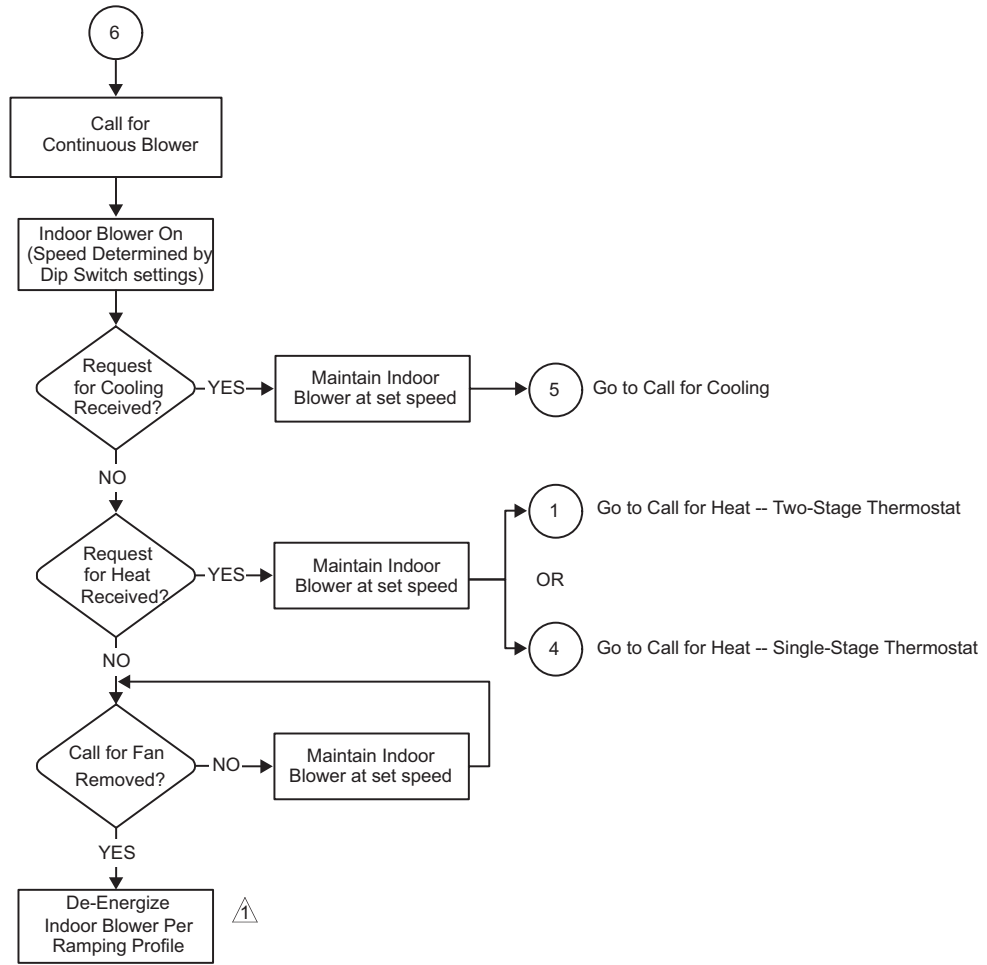 6
Call for
Continuous Blower
Indoor Blower On
(Speed Determined by
Dip Switch settings)
Request
for Cooling
Received?
YES
Maintain Indoor
Blower at set speed
5
Go to Call for Cooling
NO
Request
for Heat
Received?
YES
Maintain Indoor
Blower at set speed
1
Go to Call for Heat -- Two-Stage Thermostat
OR
4
Go to Call for Heat -- Single-Stage Thermostat
NO
Call for Fan
Removed?
NO
Maintain Indoor
Blower at set speed
YES
De-Energize
Indoor Blower Per
Ramping Profile
1